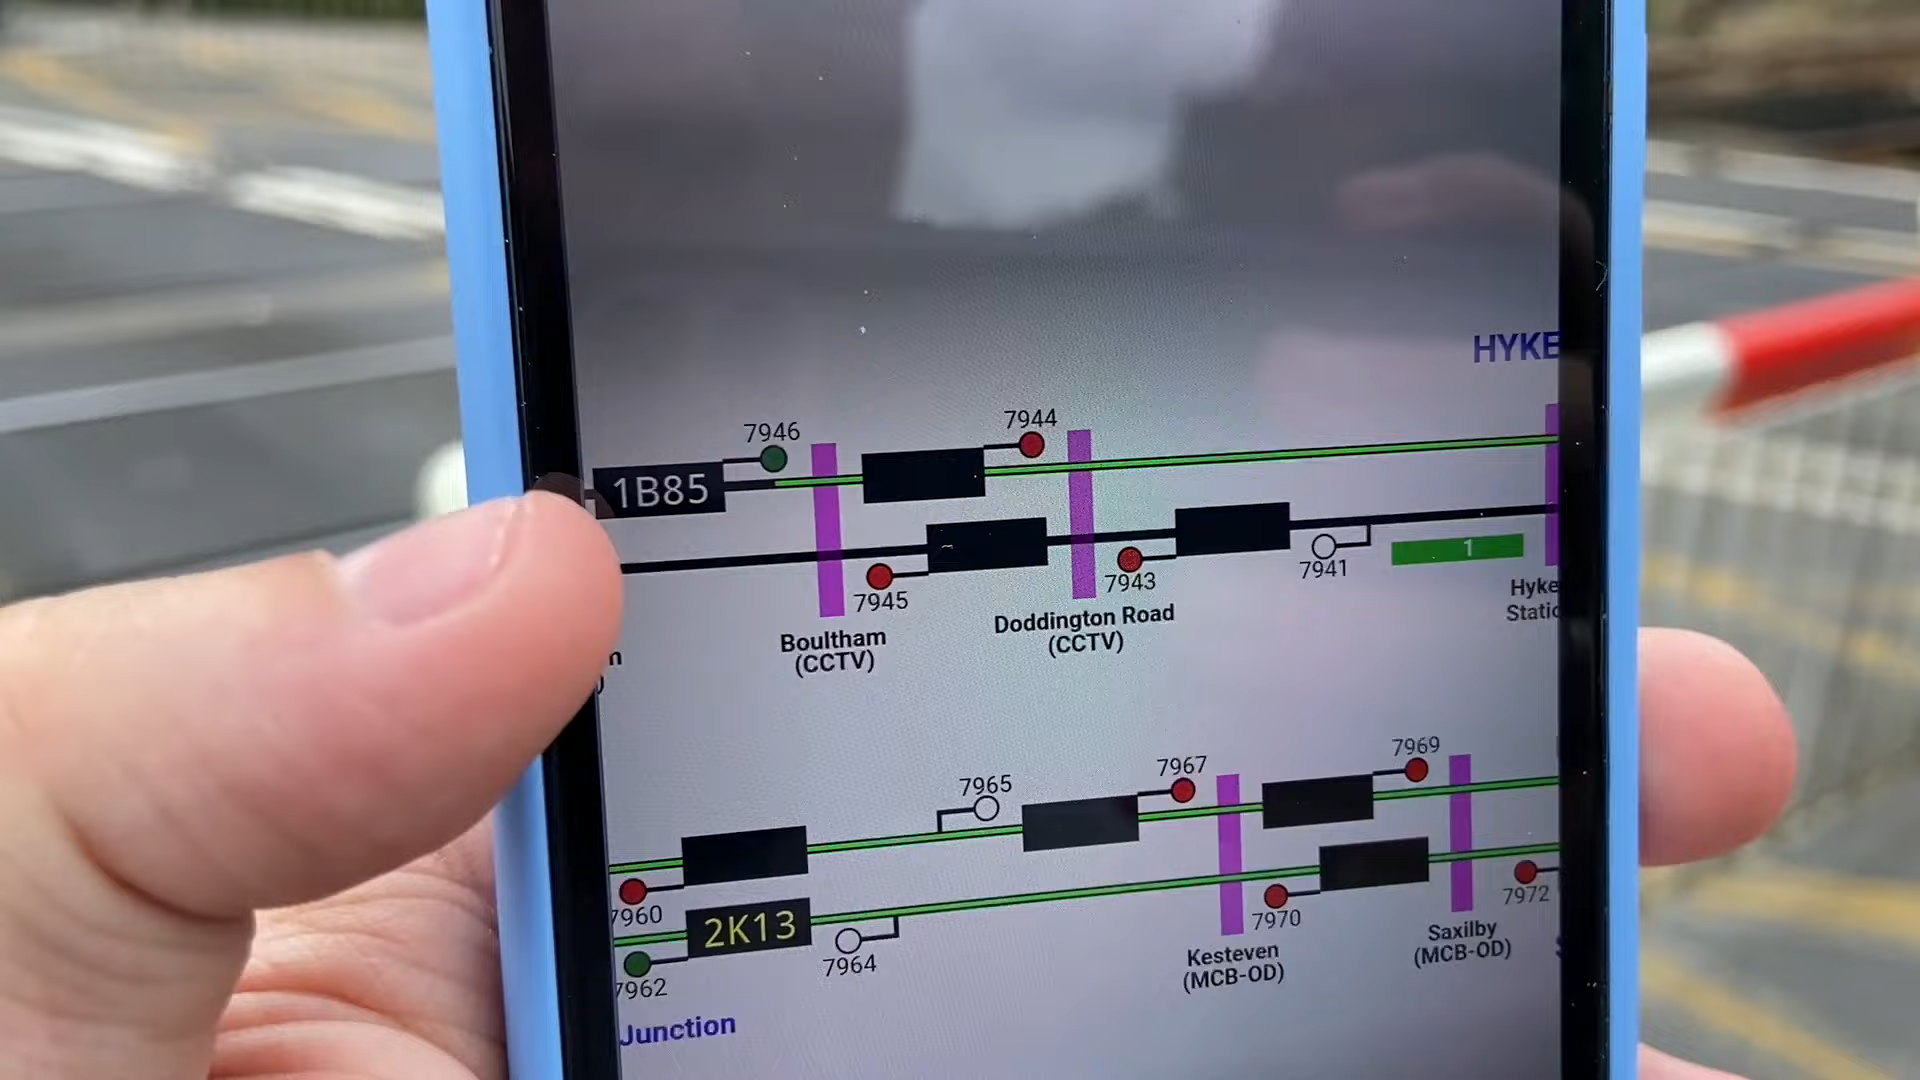 HYKE
7946
7944
1B85
7945
7943
7941
1
Boultham
(CCTV)
Doddington Road
(CCTV)
Hyke
Static
7965
7967
7969
7960
2K13
7962
7964
7970
7972
Kesteven
(MCB-OD)
Saxilby
(MCB-OD)
Junction